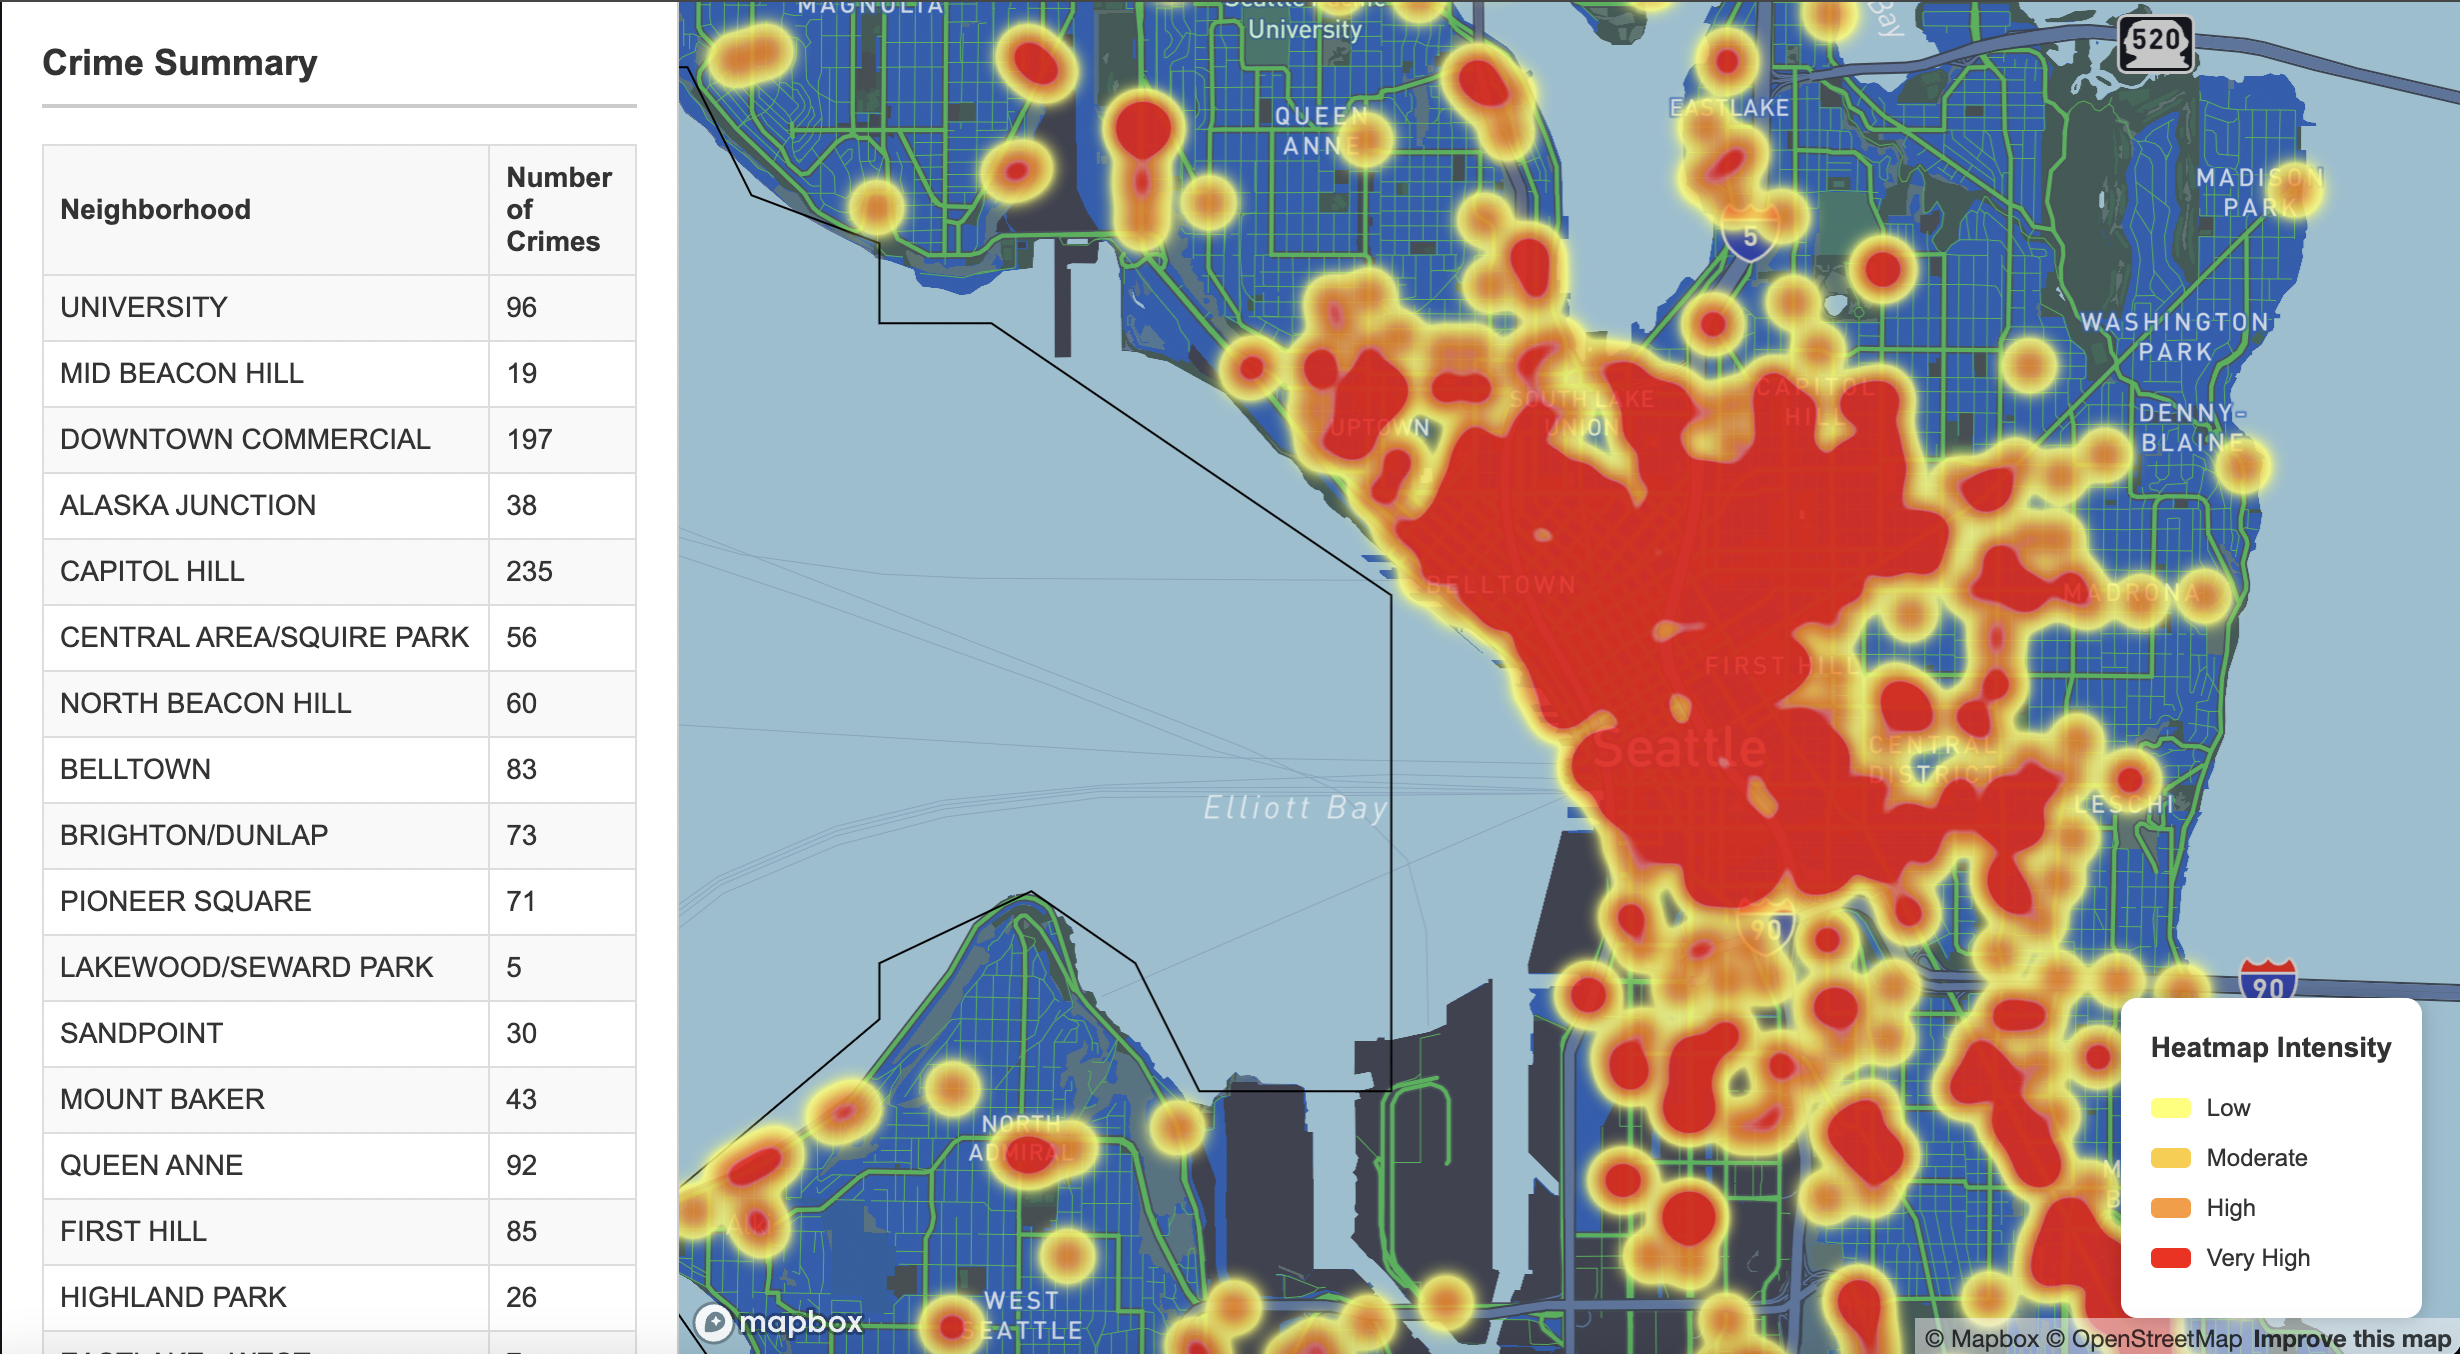 Crime Summary
Neighborhood
Number
of
Crimes
UNIVERSITY 96
MID BEACON HILL 19
DOWNTOWN COMMERCIAL 197
ALASKA JUNCTION 38
CAPITOL HILL 235
CENTRAL AREA/SQUIRE PARK 56
NORTH BEACON HILL 60
BELLTOWN 83
BRIGHTON/DUNLAP 73
PIONEER SQUARE 71
LAKEWOOD/SEWARD PARK 5
SANDPOINT 30
MOUNT BAKER 43
QUEEN ANNE 92
FIRST HILL 85
HIGHLAND PARK 26
MAGNOLIA
University
Bay
520
QUEEN
ANNE
EASTLAKE
5
MADISON
PARK
WASHINGTON
PARK
DENNY-
BLAINE
SOUTH LAKE
UNION
CAPITOL
HILL
UPTOWN
BELLTOWN
MADRONA
FIRST HILL
Seattle
CENTRAL
DISTRICT
LESCHI
Elliott Bay
90
90
NORTH
ADMIRAL
Alki
WEST
SEATTLE
Heatmap Intensity
Low
Moderate
High
Very High
mapbox
© Mapbox © OpenStreetMap Improve this map